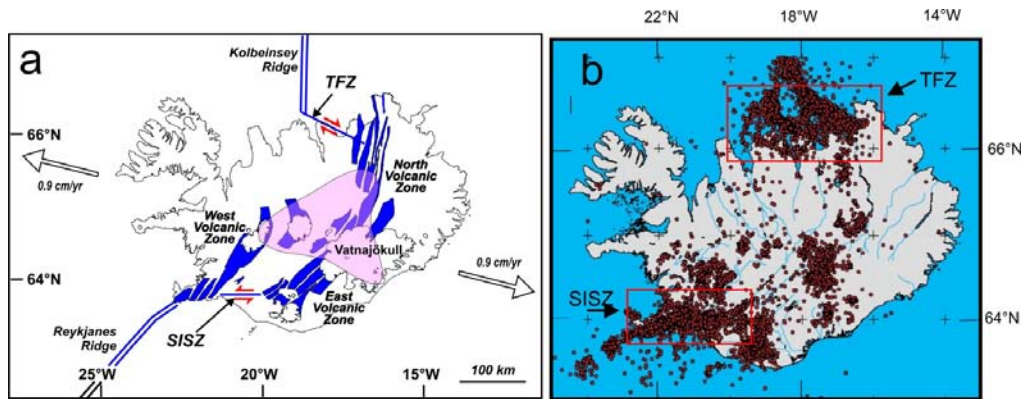 a
Kolbeinsey
Ridge
TFZ
66°N
0.9 cm/yr
North
Volcanic
Zone
West
Volcanic
Zone
Vatnajökull
64°N
0.9 cm/yr
East
Volcanic
Zone
Reykjanes
Ridge
SISZ
25°W
20°W
15°W
100 km
22°N
18°N
14°N
b
TFZ
66°N
SISZ
64°N